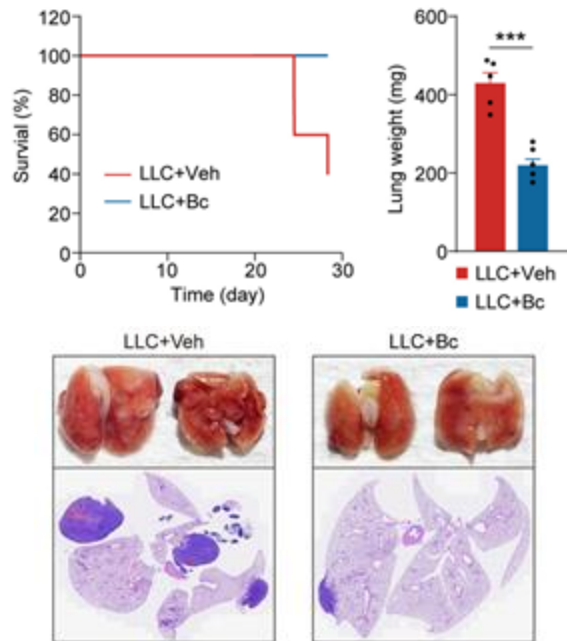 120
100
80
60
40
20
0
Survial (%)
LLC+Veh
LLC+Bc
0
10
20
30
Time (day)
600
400
200
0
Lung weight (mg)
***
LLC+Veh
LLC+Bc
LLC+Veh
LLC+Bc